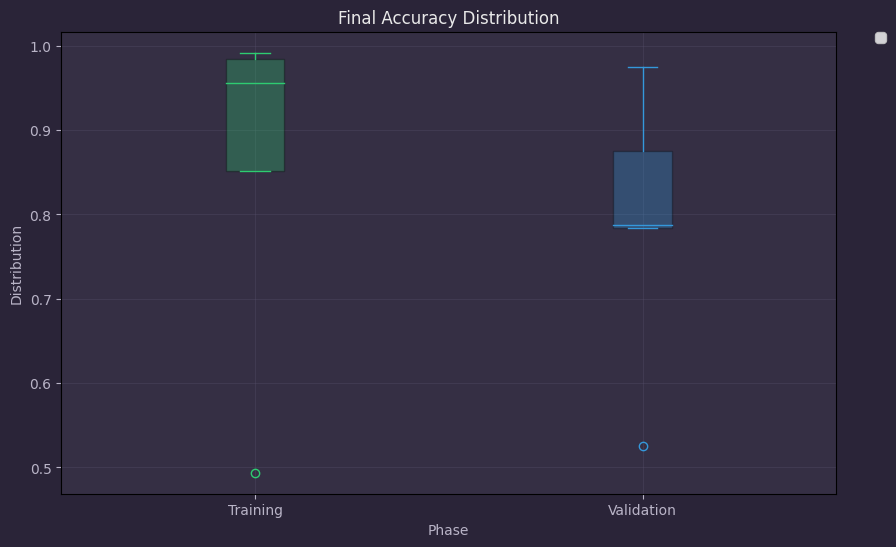 Final Accuracy Distribution
1.0
0.9
0.8
0.7
0.6
0.5
Distribution
Training
Validation
Phase